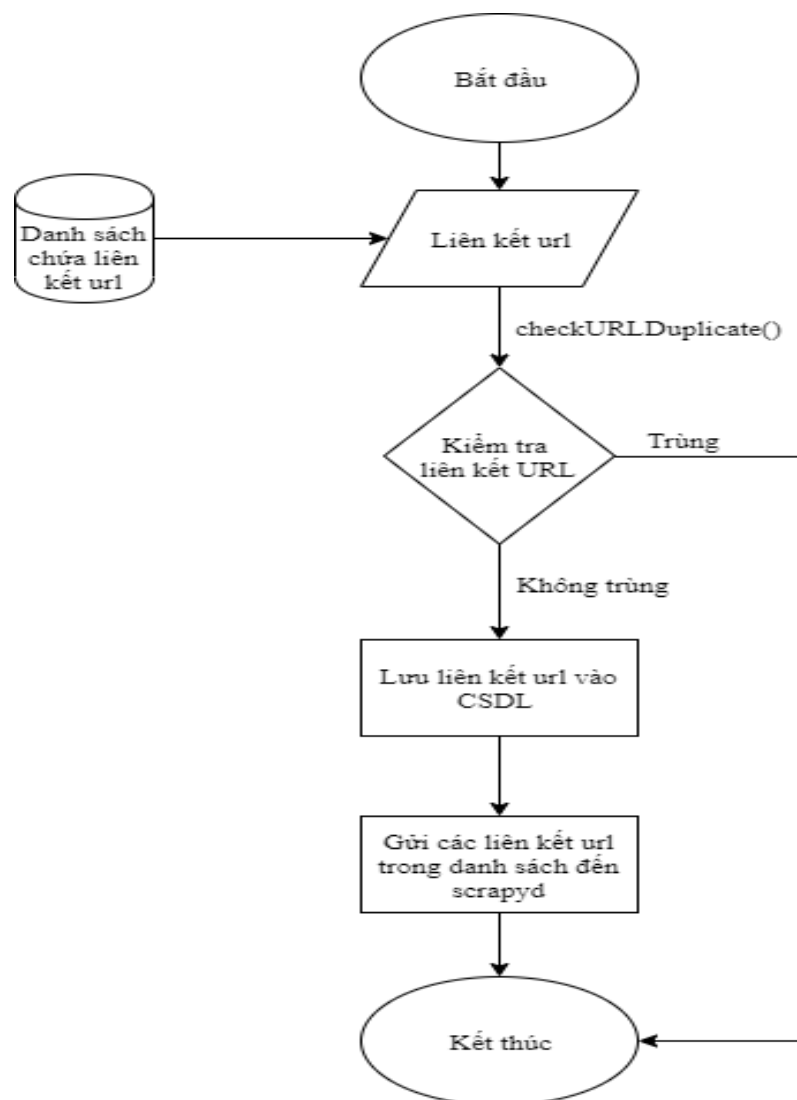 Bắt đầu
Danh sách
chứa liên
kết url
Liên kết url
checkURLDuplicate()
Kiểm tra
liên kết URL
Trùng
Không trùng
Lưu liên kết url vào
CSDL
Gửi các liên kết url
trong danh sách đến
scrapyd
Kết thúc